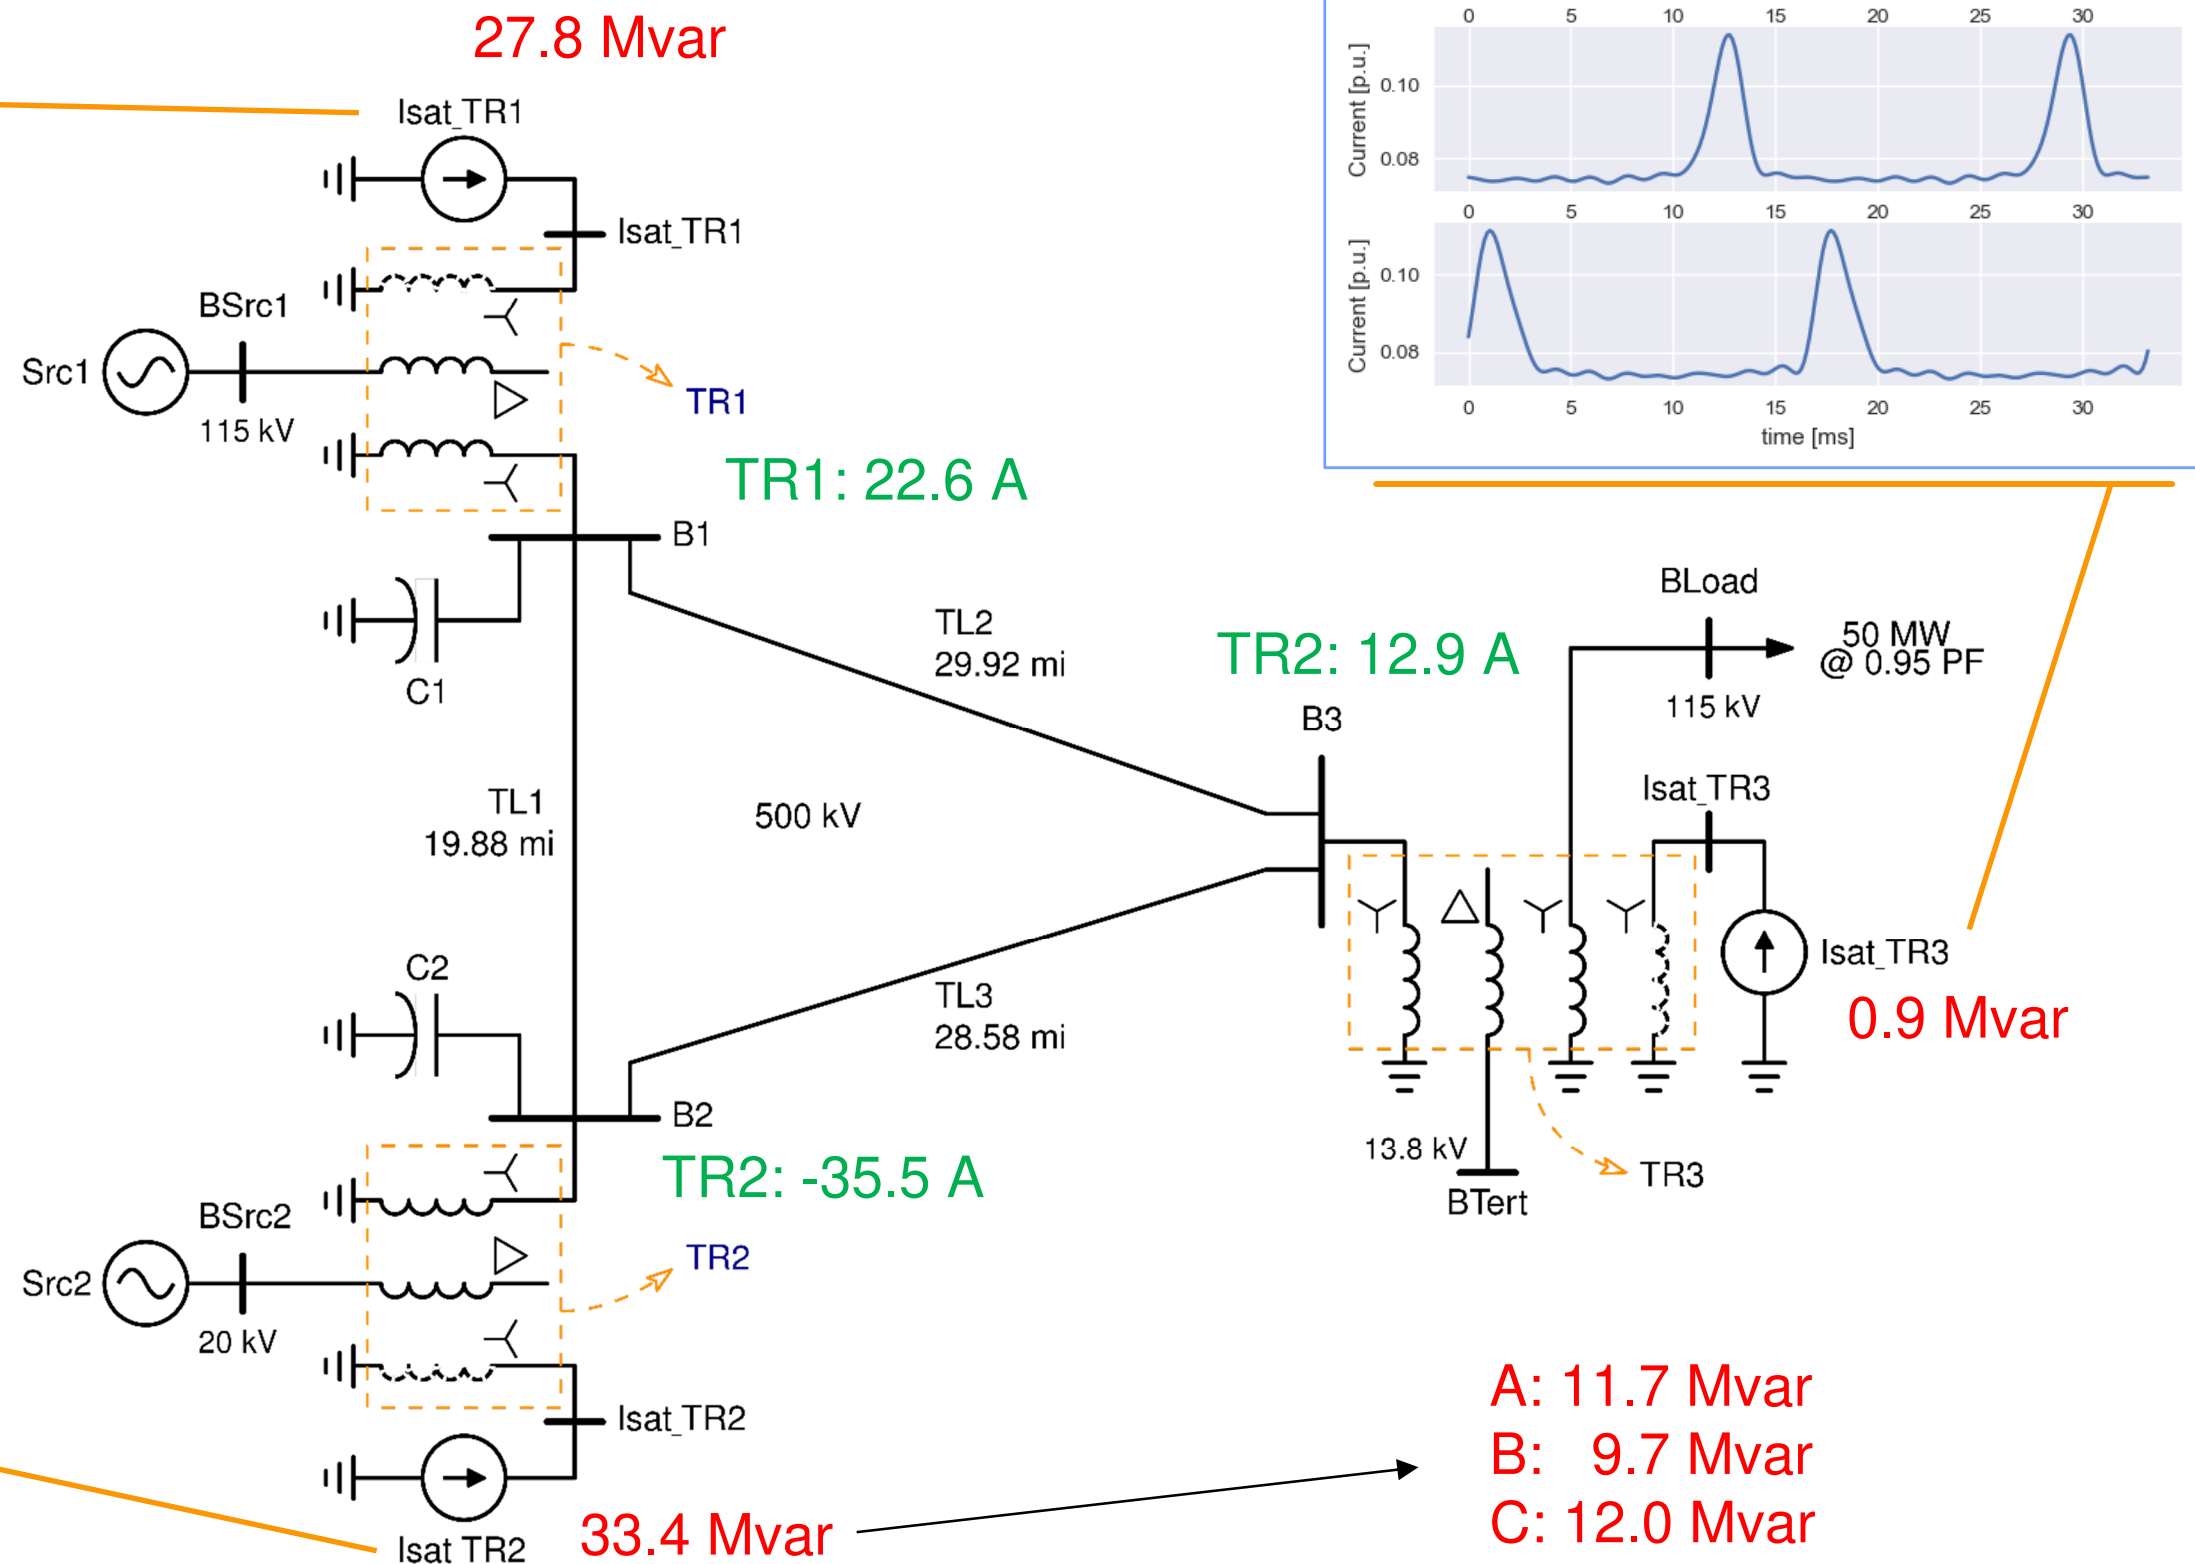 27.8 Mvar
0 5 10 15 20 25 30
Current [p.u.]
0.10
0.08
0 5 10 15 20 25 30
Current [p.u.]
0.10
0.08
0 5 10 15 20 25 30
time [ms]
Isat_TR1
Isat_TR1
BSrc1
Src1
115 kV
TR1
TR1: 22.6 A
B1
C1
TL2
29.92 mi
TR2: 12.9 A
BLoad
50 MW
@ 0.95 PF
115 kV
B3
TL1
19.88 mi
500 kV
Isat_TR3
Isat_TR3
0.9 Mvar
C2
TL3
28.58 mi
B2
13.8 kV
BTert
TR3
TR2: -35.5 A
BSrc2
Src2
20 kV
TR2
Isat_TR2
Isat TR2
33.4 Mvar
A: 11.7 Mvar
B: 9.7 Mvar
C: 12.0 Mvar